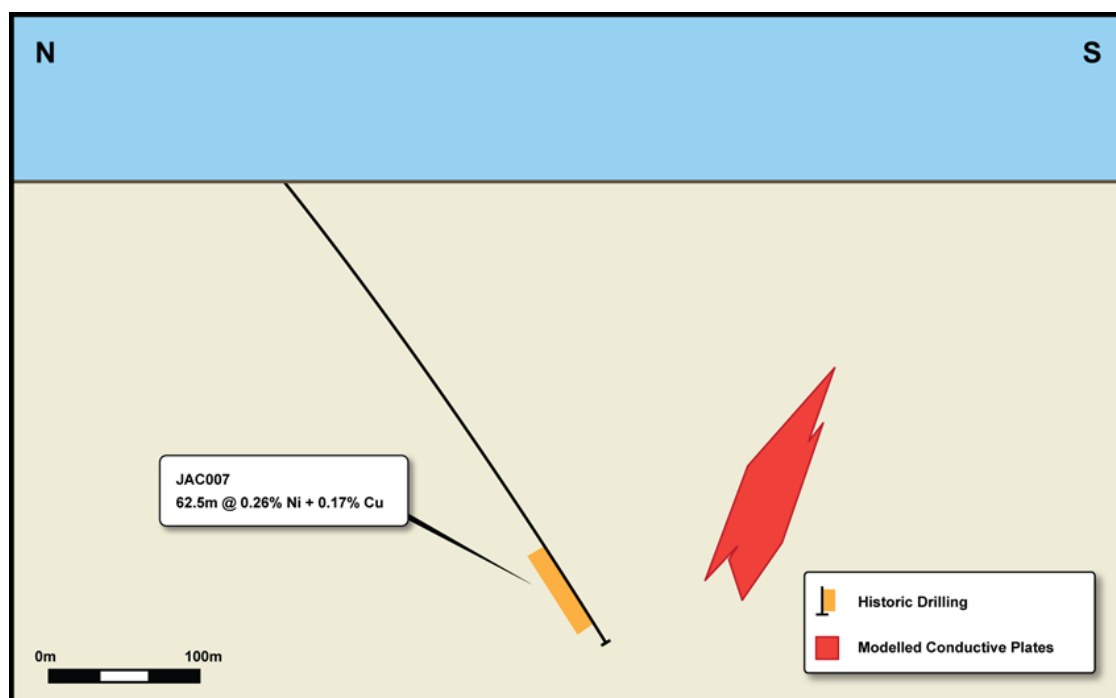 N
S
JAC007
62.5m @ 0.26% Ni + 0.17% Cu
Historic Drilling
Modelled Conductive Plates
0m
100m